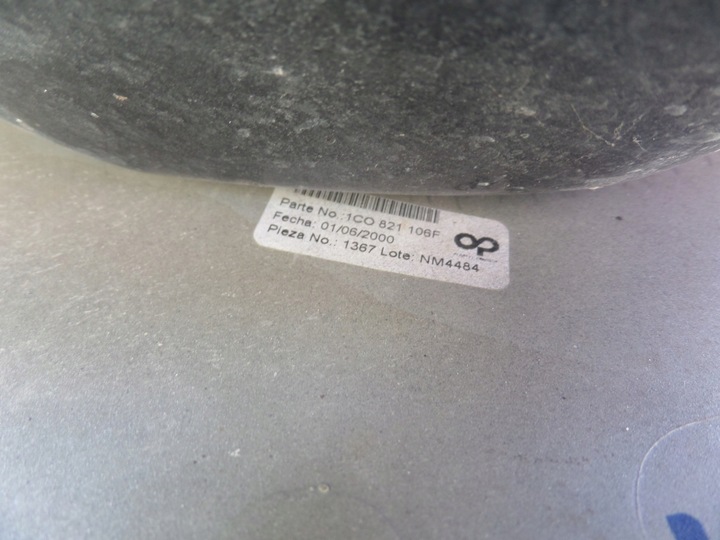 Parte No.:1CO 821 106F
Fecha: 01/06/2000
Pieza No.: 1367 Lote: NM4484